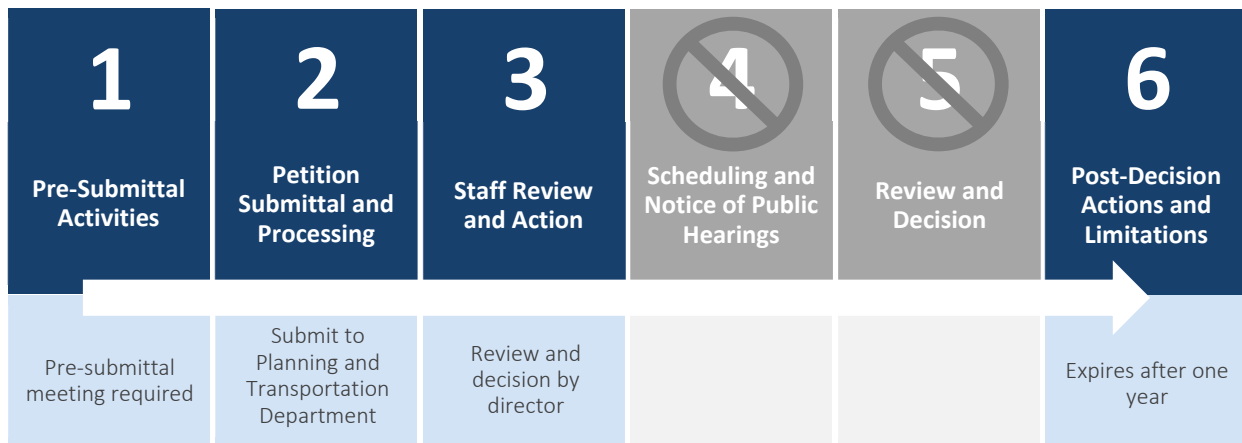 1
Pre-Submittal
Activities
2
Petition
Submittal and
Processing
3
Staff Review
and Action
4
Scheduling and
Notice of Public
Hearings
5
Review and
Decision
6
Post-Decision
Actions and
Limitations
Pre-submittal
meeting required
Submit to
Planning and
Transportation
Department
Review and
decision by
director
Expires after one
year